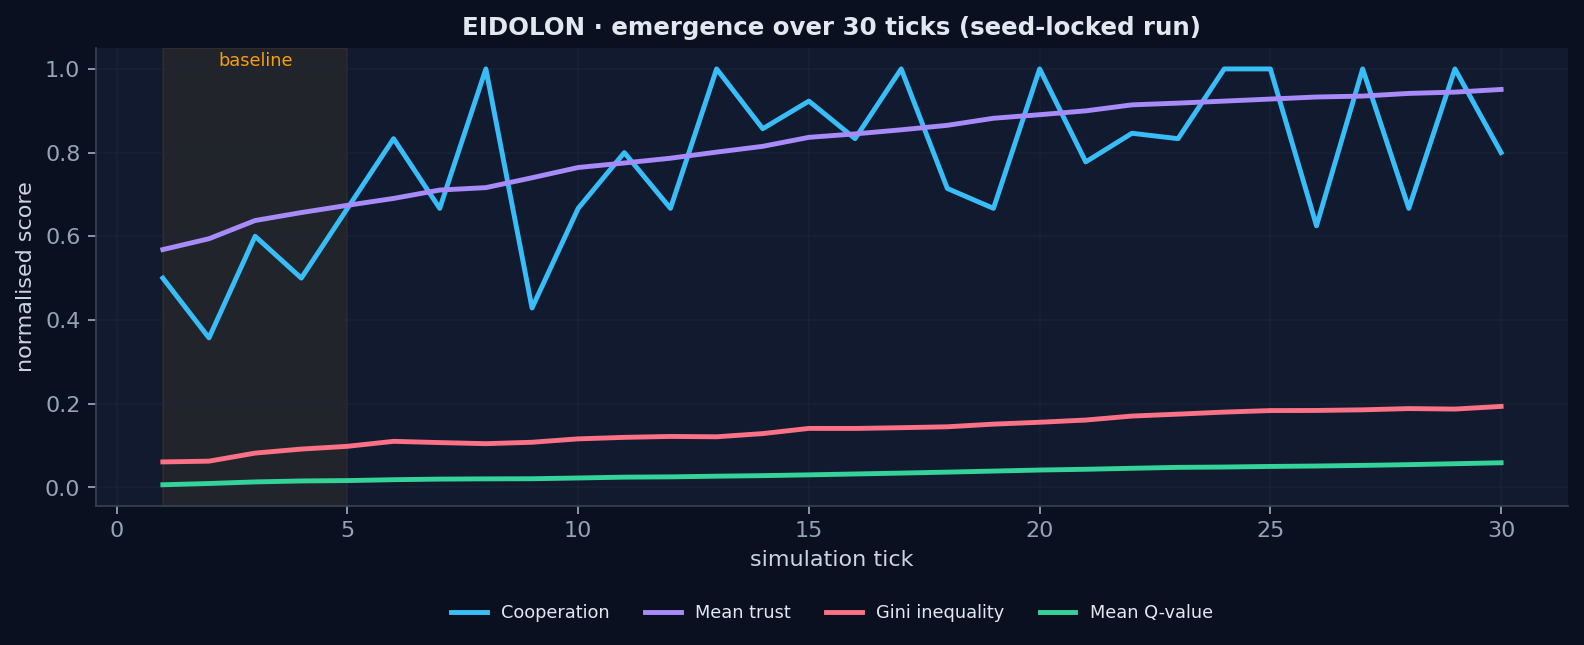 EIDOLON · emergence over 30 ticks (seed-locked run)
baseline
1.0
0.8
0.6
0.4
0.2
0.0
normalised score
0 5 10 15 20 25 30
simulation tick
Cooperation Mean trust Gini inequality Mean Q-value